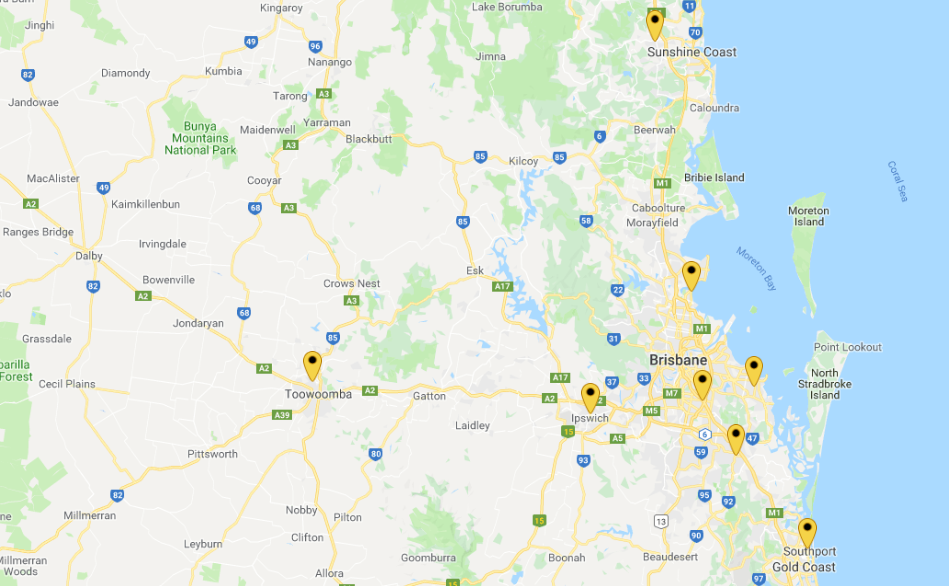 Kingaroy
Lake Borumba
11
Jinghi
49
96
70
Nanango
Jimna
Sunshine Coast
82
Diamondy
Kumbia
Jandowae
Tarong
A3
Caloundra
Yarraman
Bunya
Mountains
National Park
Maidenwell
Beerwah
6
Blackbutt
A3
85
85
Kilcoy
Coral Sea
MacAlister
49
Cooyar
M1
Bribie Island
A2
Kaimkillenbun
68
A3
Caboolture
Moreton
Island
Ranges Bridge
85
58
Morayfield
Irvingdale
Dalby
Moreton Bay
Esk
Bowenville
Crows Nest
82
A17
22
A2
A3
68
Jondaryan
M1
Grassdale
85
31
Point Lookout
Brisbane
barilla
Forest
A2
North
Stradbroke
Island
Cecil Plains
A17
37
33
Toowoomba
A2
Gatton
A2
M7
A39
M5
Ipswich
Laidley
15
A5
6
47
Pittsworth
80
59
93
82
95
92
Nobby
M1
Millmerran
Pilton
15
13
Clifton
90
Leyburn
Southport
Millmerran
Woods
Goomburra
Boonah
Beaudesert
Gold Coast
Allora
15
97